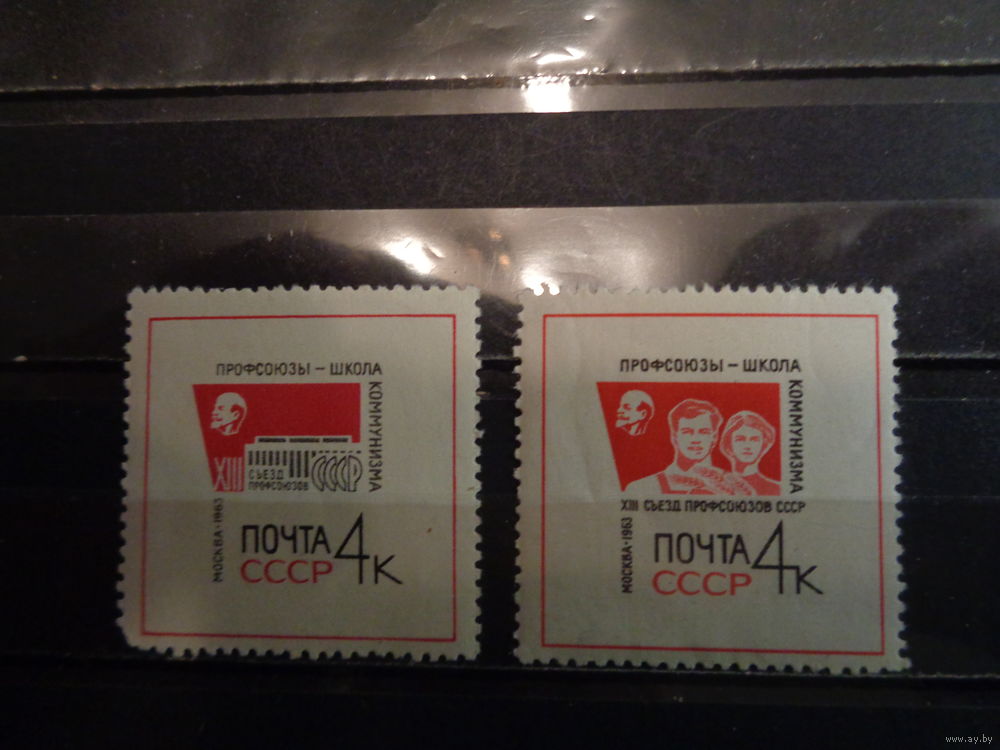 ПРОФСОЮЗЫ – ШКОЛА
КОММУНИЗМА
XIII
СЪЕЗД
ПРОФСОЮЗОВ
СССР
МОСКВА·1963
ПОЧТА
СССР
4к
ПРОФСОЮЗЫ – ШКОЛА
КОММУНИЗМА
XIII СЪЕЗД ПРОФСОЮЗОВ СССР
МОСКВА·1963
ПОЧТА
СССР
4к
www.ay.by